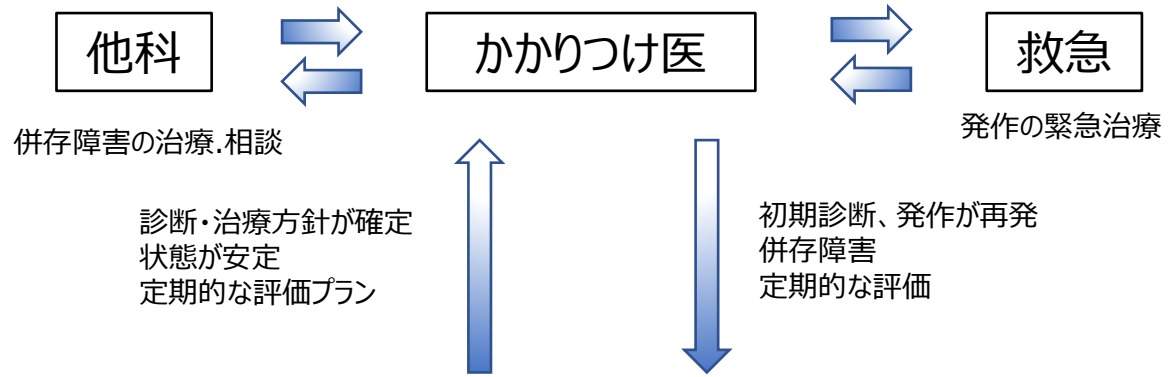 他科
かかりつけ医
救急
併存障害の治療.相談
発作の緊急治療
診断・治療方針が確定
状態が安定
定期的な評価プラン
初期診断、発作が再発
併存障害
定期的な評価